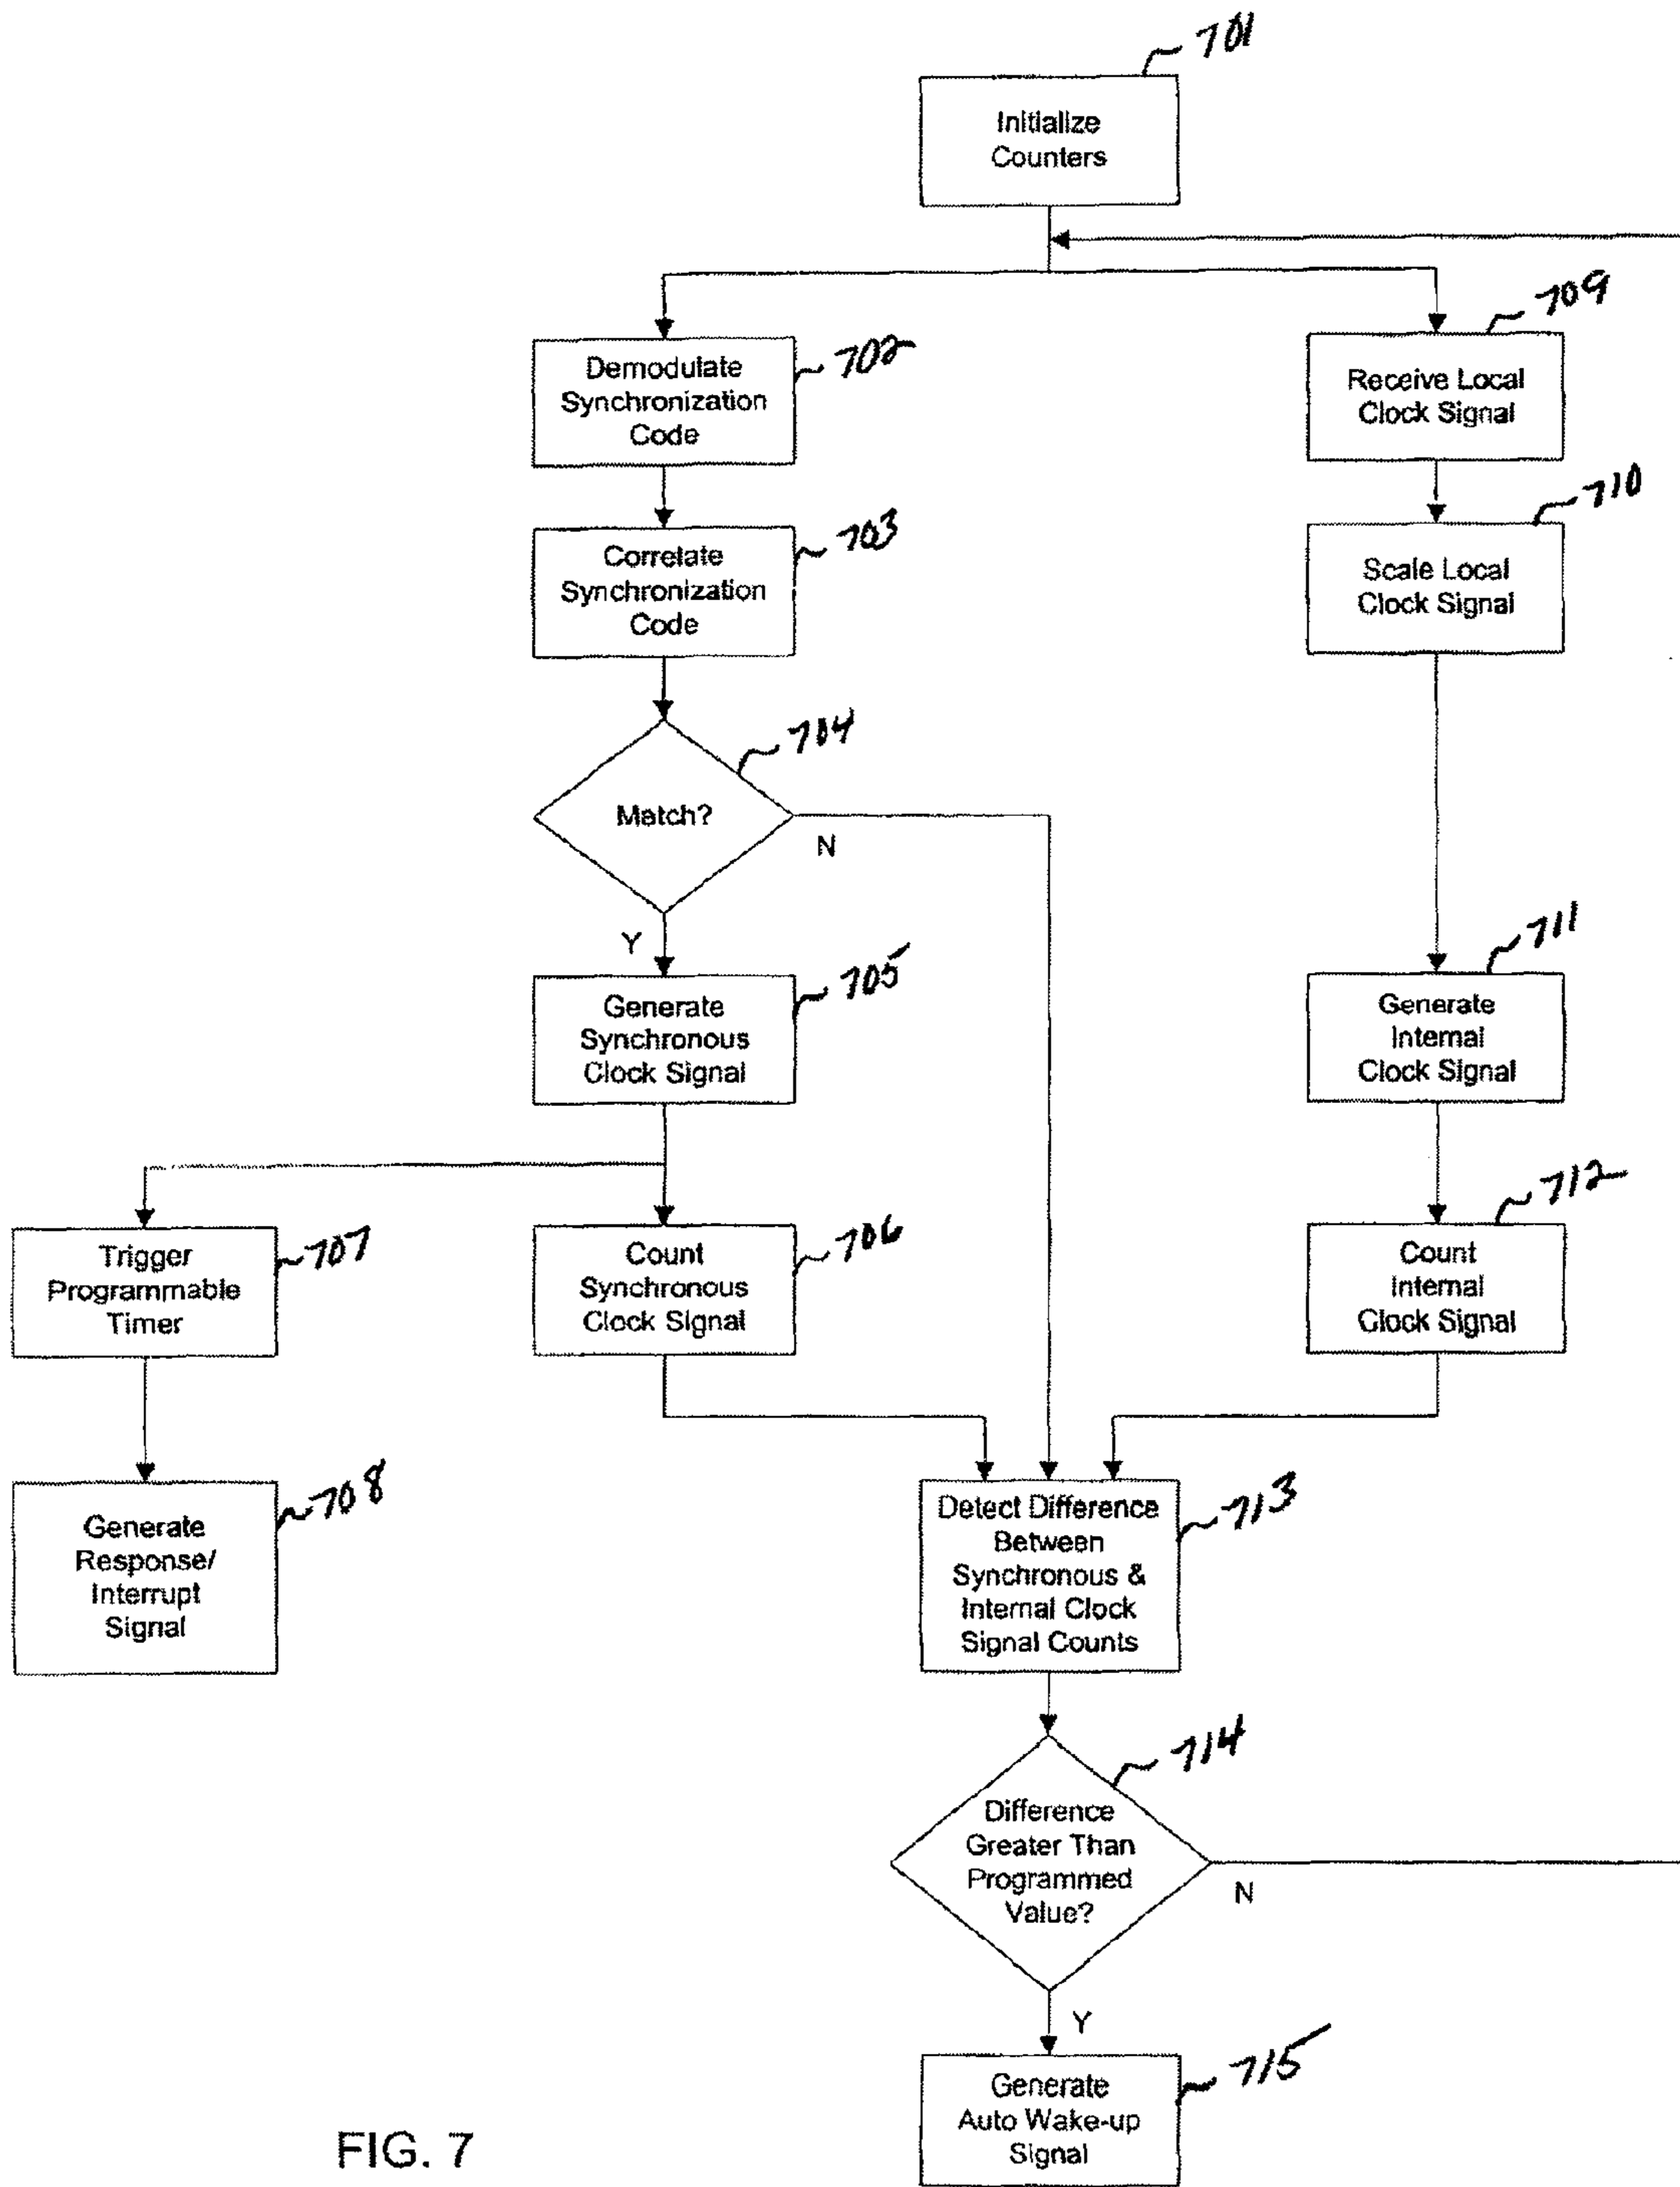 701
Initialize
Counters
702
Demodulate
Synchronization
Code
709
Receive Local
Clock Signal
703
Correlate
Synchronization
Code
710
Scale Local
Clock Signal
704
Match?
N
Y
705
Generate
Synchronous
Clock Signal
711
Generate
Internal
Clock Signal
707
Trigger
Programmable
Timer
706
Count
Synchronous
Clock Signal
712
Count
Internal
Clock Signal
708
Generate
Response/
Interrupt
Signal
713
Detect Difference
Between
Synchronous &
Internal Clock
Signal Counts
714
Difference
Greater Than
Programmed
Value?
N
Y
715
Generate
Auto Wake-up
Signal
FIG. 7